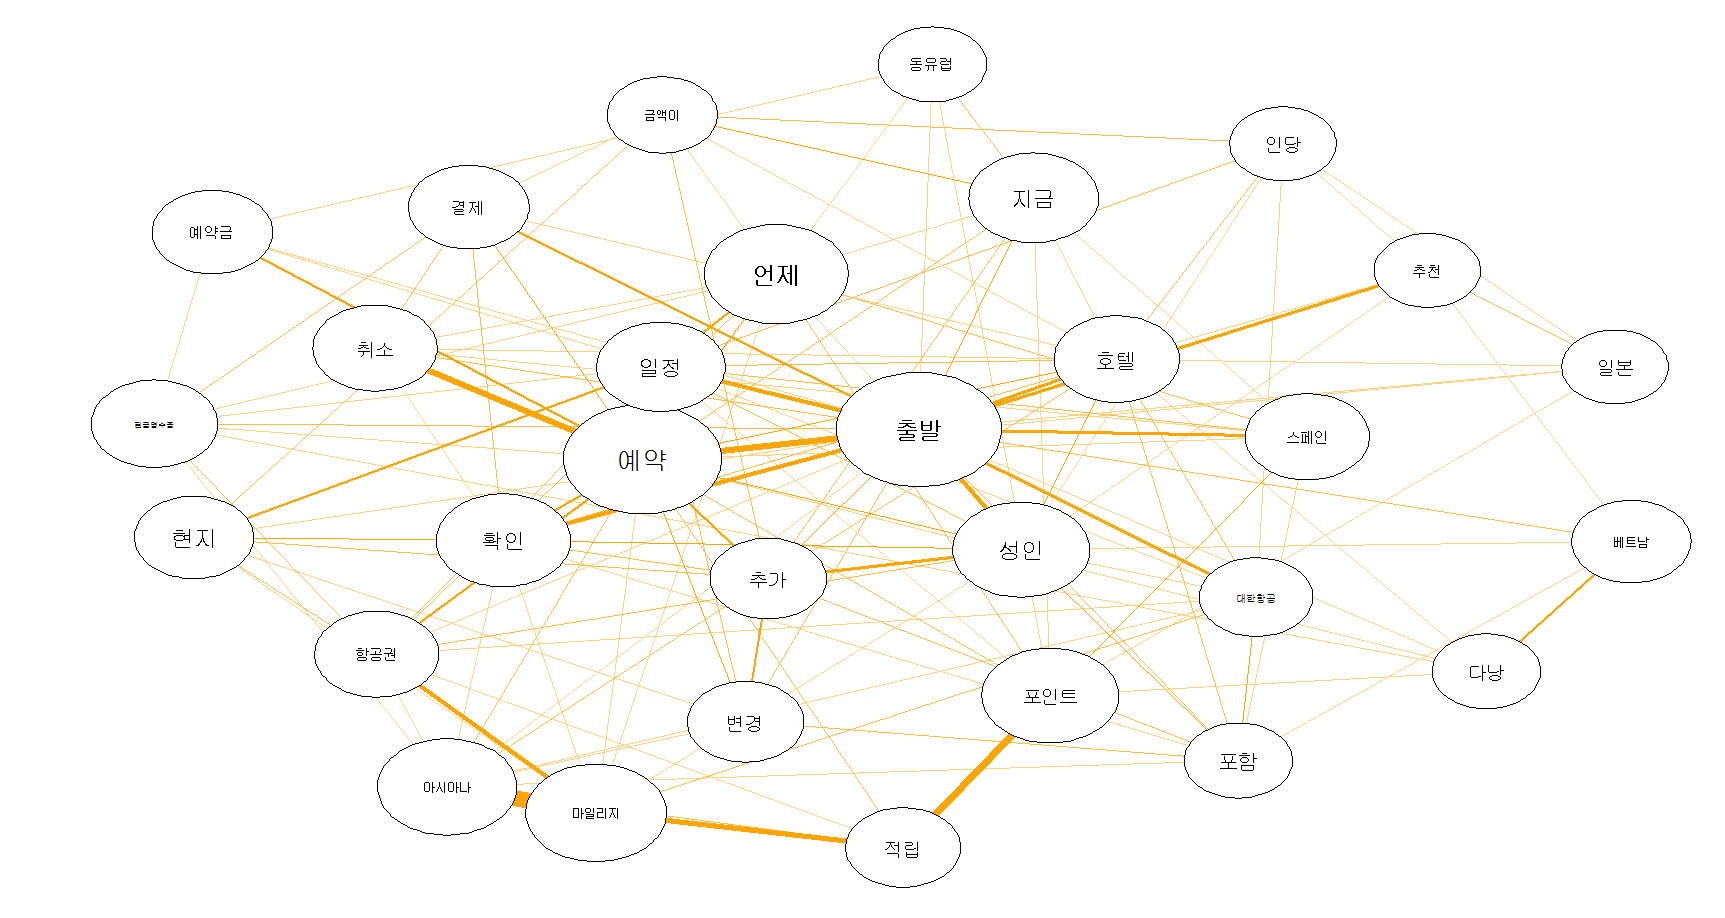 동유럽
금액이
인당
지금
결제
예약금
추천
언제
취소
호텔
일정
일본
출발
스페인
예약
현지
확인
성인
베트남
추가
대한항공
항공권
다낭
포인트
변경
포함
아시아나
마일리지
적립